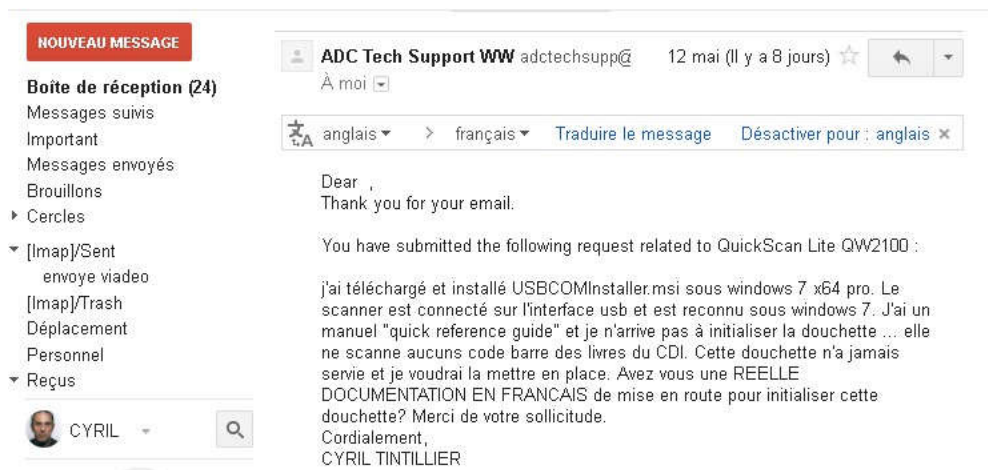 NOUVEAU MESSAGE
Boîte de réception (24)
Messages suivis
Important
Messages envoyés
Brouillons
Cercles
[Imap]/Sent
envoye viadeo
[Imap]/Trash
Déplacement
Personnel
Reçus
CYRIL
ADC Tech Support WW adctechsupp@ 12 mai (Il y a 8 jours)
À moi
anglais > français Traduire le message Désactiver pour : anglais ×
Dear ,
Thank you for your email.
You have submitted the following request related to QuickScan Lite QW2100 :
j'ai téléchargé et installé USBCOMInstaller.msi sous windows 7 x64 pro. Le
scanner est connecté sur l'interface usb et est reconnu sous windows 7. J'ai un
manuel "quick reference guide" et je n'arrive pas à initialiser la douchette ... elle
ne scanne aucuns code barre des livres du CDI. Cette douchette n'a jamais
servie et je voudrai la mettre en place. Avez vous une REELLE
DOCUMENTATION EN FRANCAIS de mise en route pour initialiser cette
douchette? Merci de votre sollicitude.
Cordialement,
CYRIL TINTILLIER